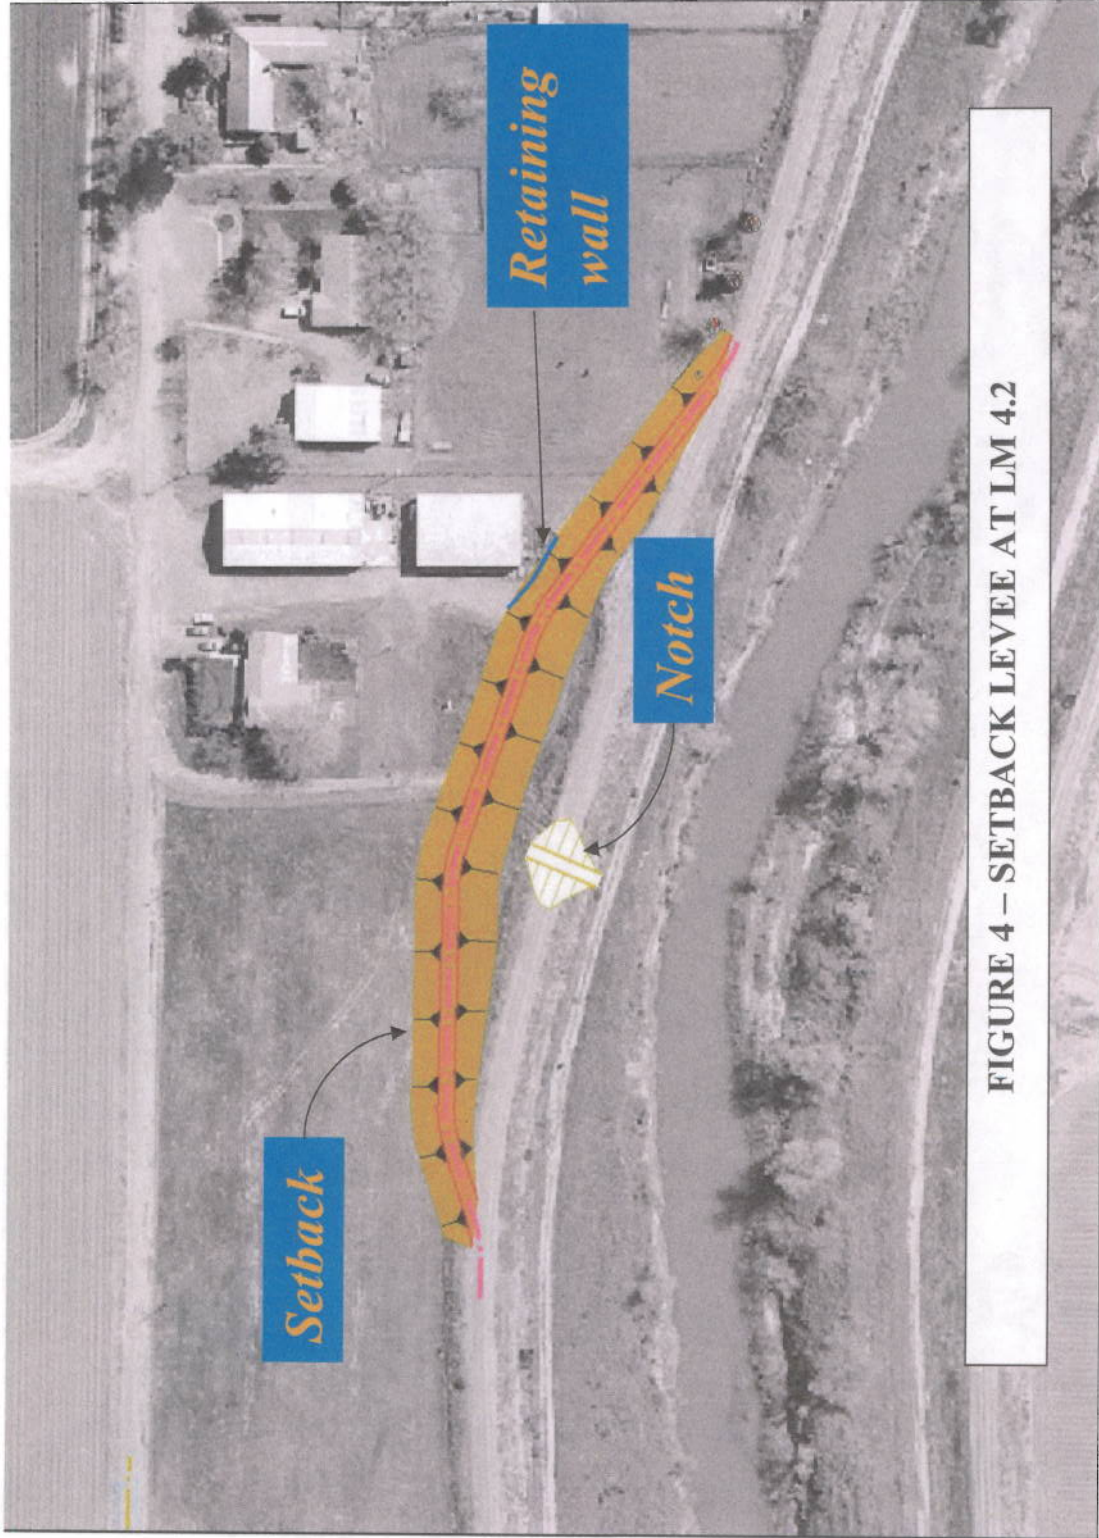 Setback
Notch
Retaining
wall
FIGURE 4 – SETBACK LEVEE AT LM 4.2